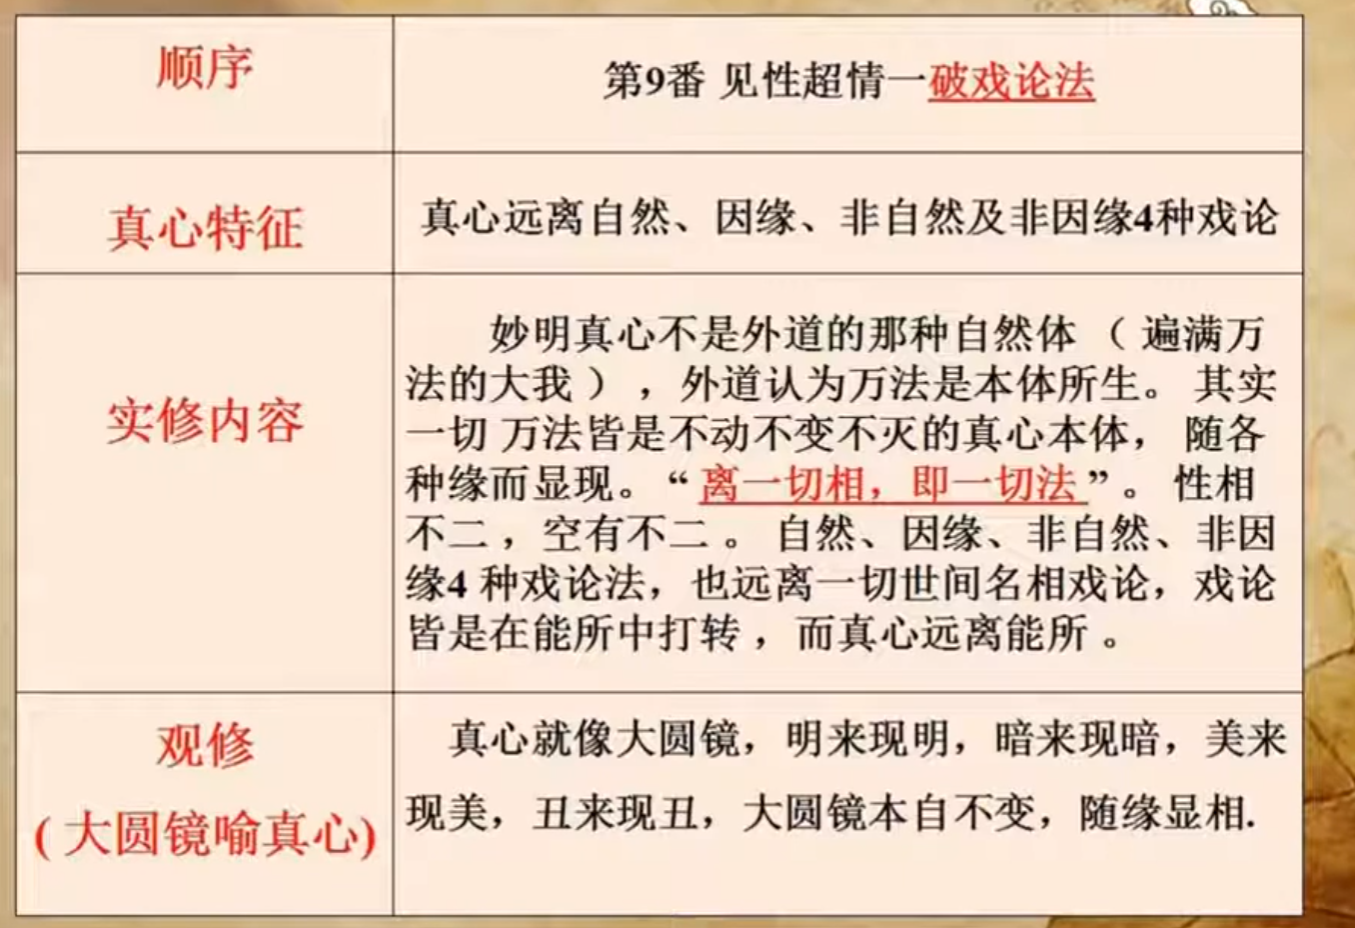 顺序
第9番 见性超情一破戏论法
真心特征
真心远离自然、因缘、非自然及非因缘4种戏论
实修内容
妙明真心不是外道的那种自然体 （ 遍满万
法的大我 ） ，外道认为万法是本体所生。 其实
一切 万法皆是不动不变不灭的真心本体， 随各
种缘而显现。“ 离一切相，即一切法 ”。 性相
不二 ，空有不二 。 自然、因缘、非自然、非因
缘4 种戏论法，也远离一切世间名相戏论，戏论
皆是在能所中打转 ，而真心远离能所 。
观修
( 大圆镜喻真心)
真心就像大圆镜，明来现明，暗来现暗，美来
现美，丑来现丑，大圆镜本自不变，随缘显相.